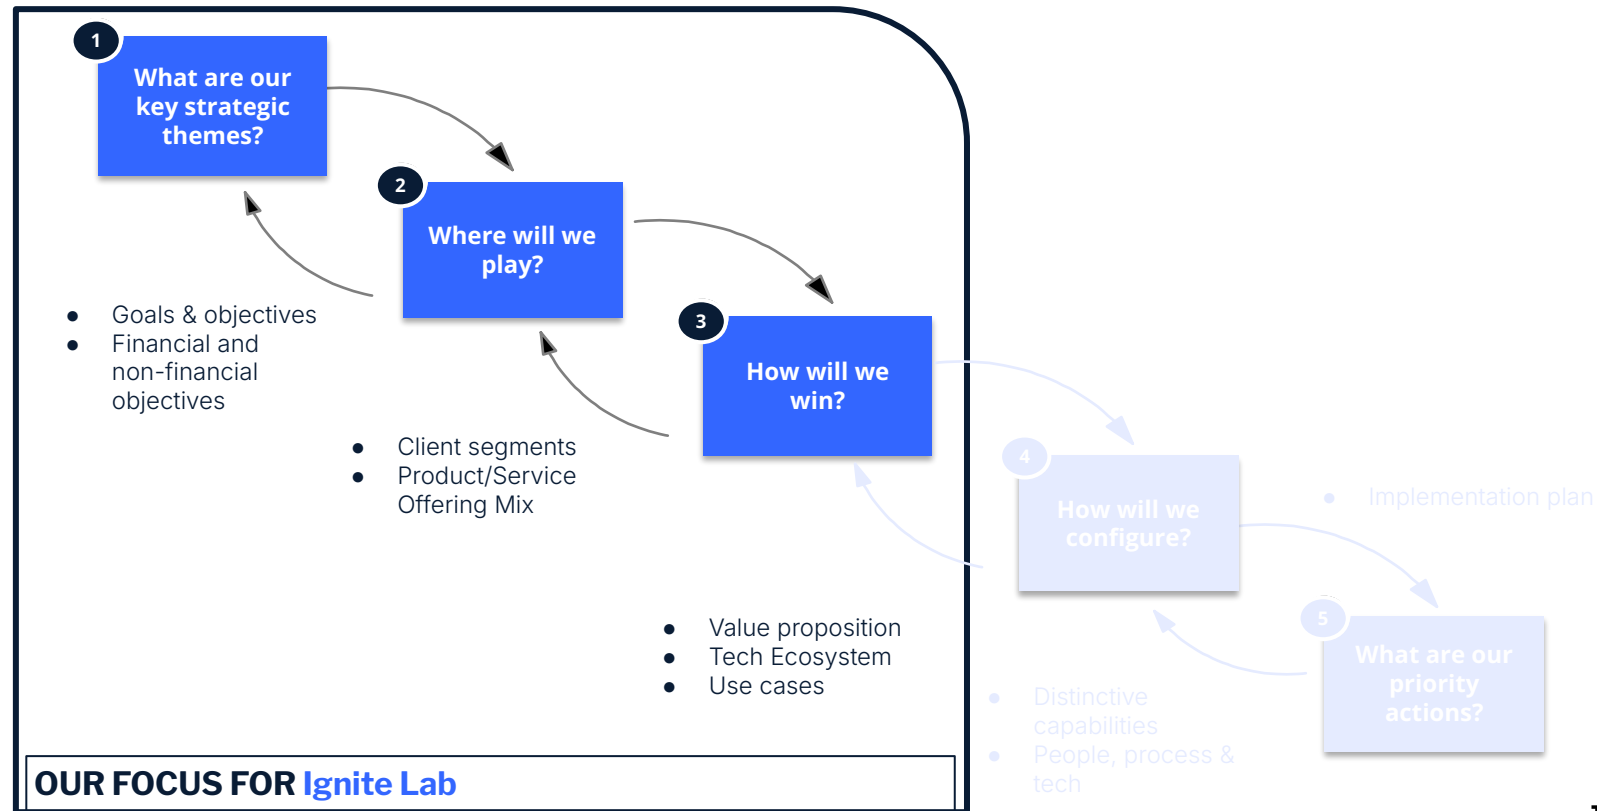 1
What are our
key strategic
themes?
2
Where will we
play?
3
How will we
win?
● Goals & objectives
● Financial and
non-financial
objectives
● Client segments
● Product/Service
Offering Mix
● Value proposition
● Tech Ecosystem
● Use cases
4
How will we
configure?
● Implementation plan
5
What are our
priority
actions?
● Distinctive
capabilities
● People, process &
tech
OUR FOCUS FOR Ignite Lab